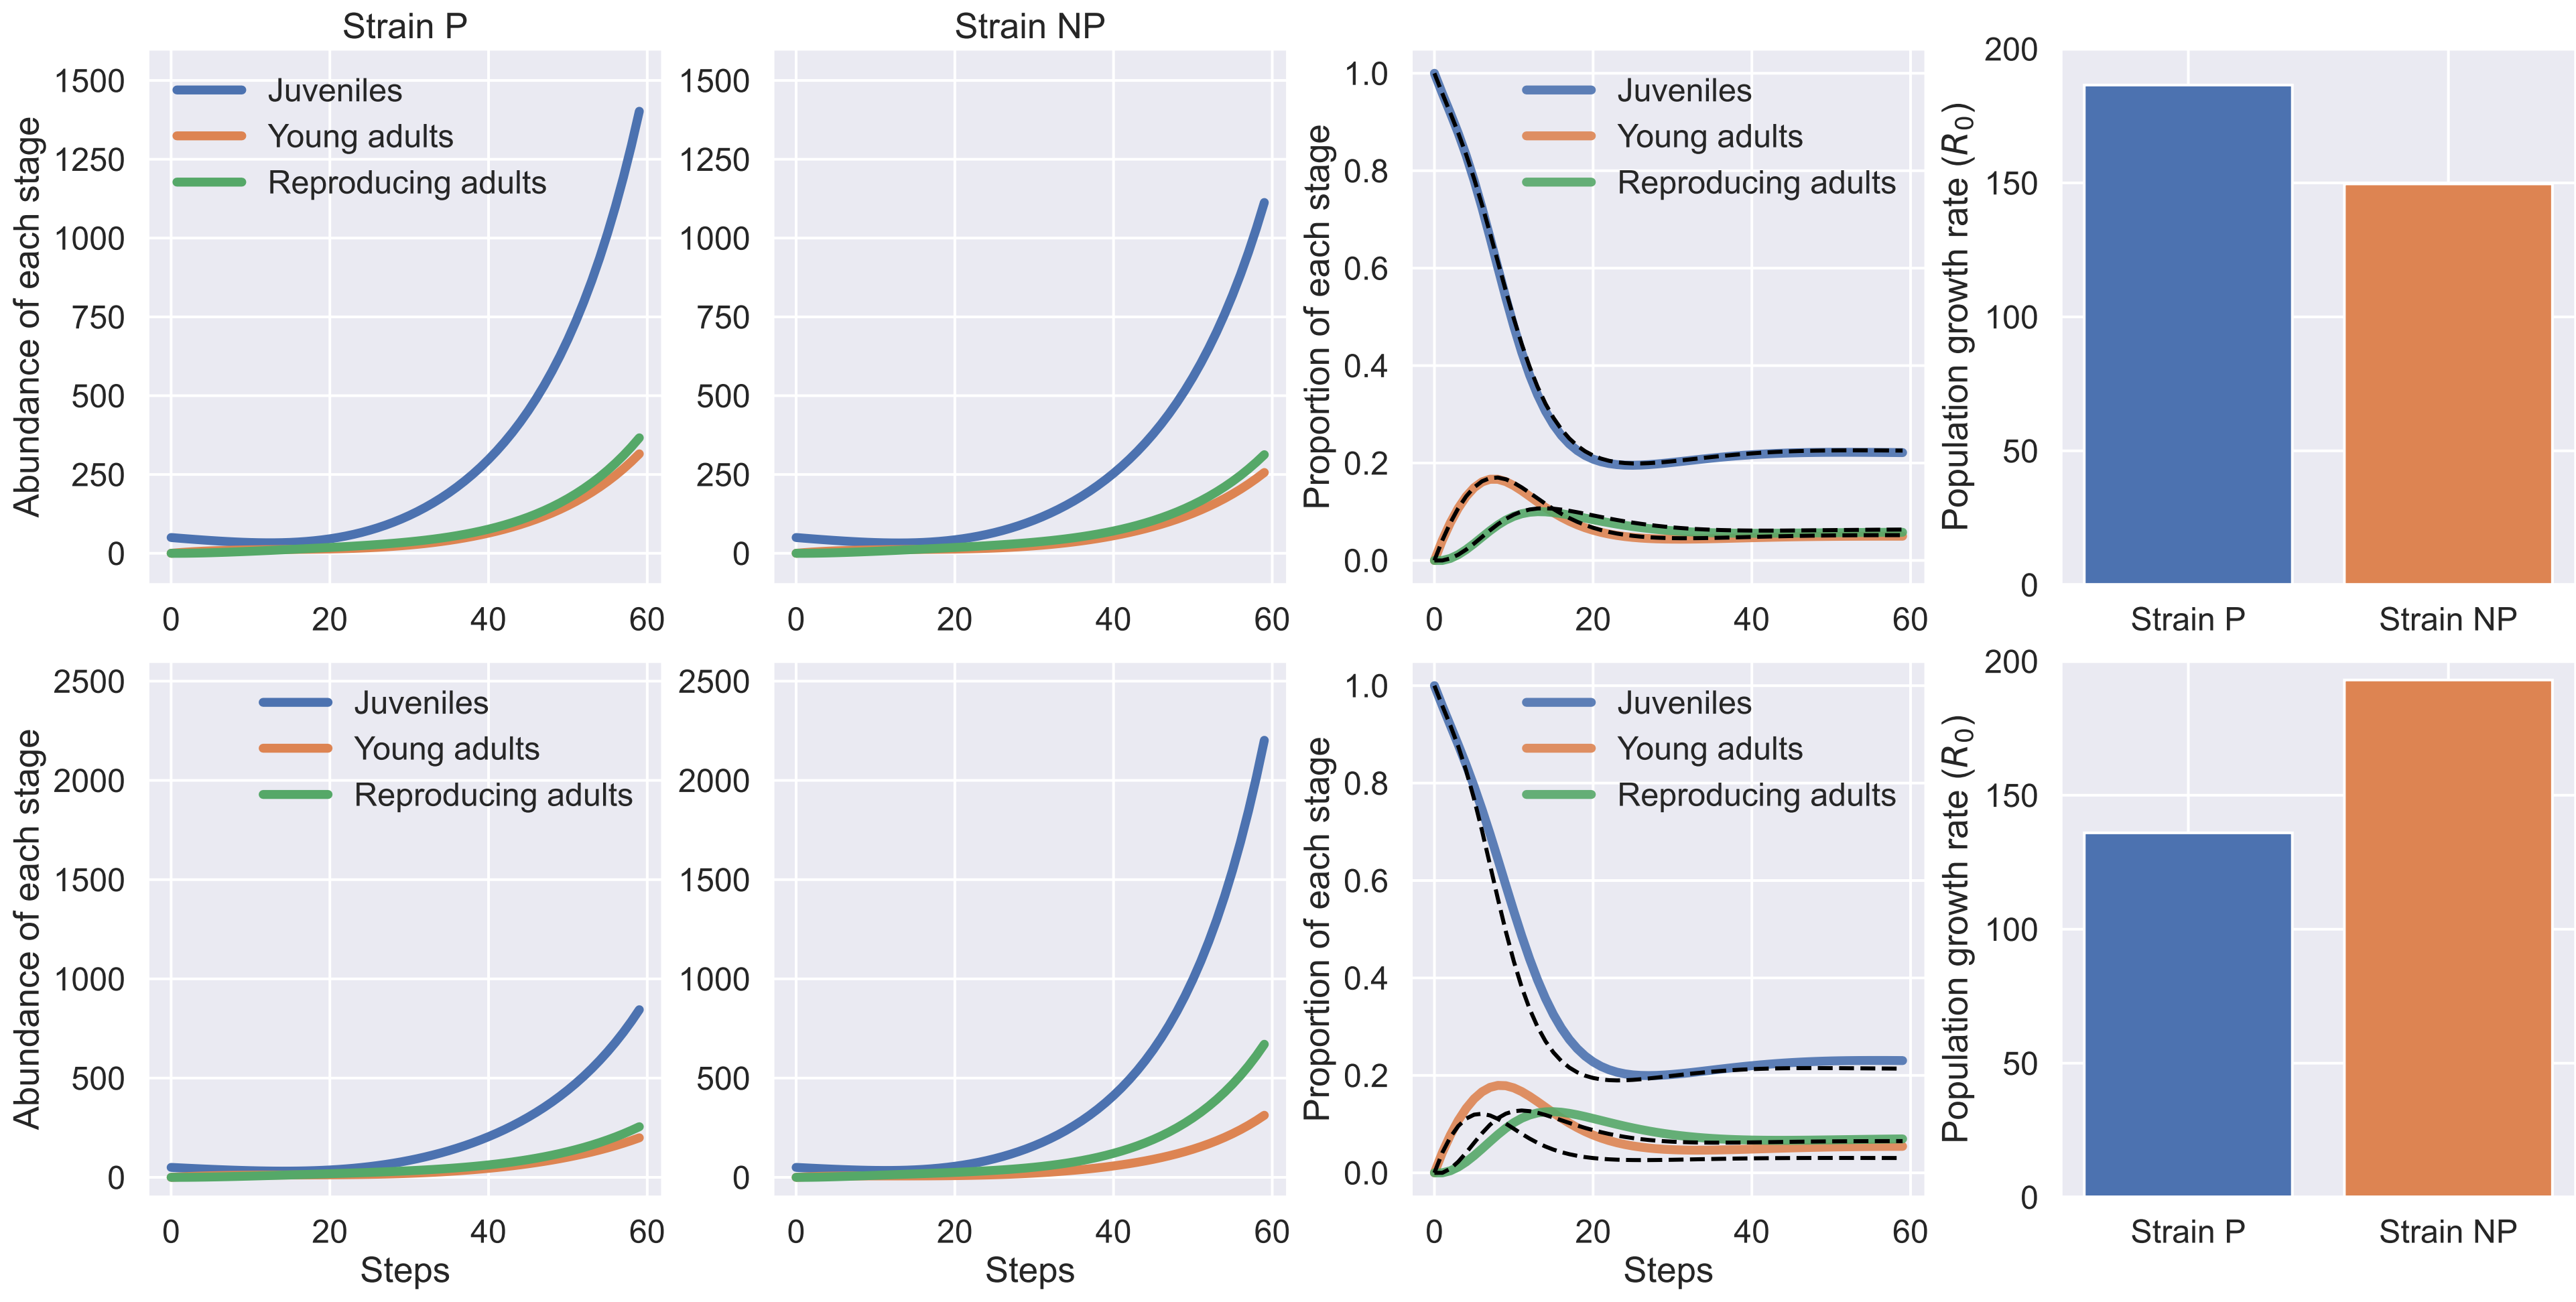 Strain P
Strain NP
Abundance of each stage
1500
1250
1000
750
500
250
0
Juveniles
Young adults
Reproducing adults
0 20 40 60
1500
1250
1000
750
500
250
0
0 20 40 60
Proportion of each stage
1.0
0.8
0.6
0.4
0.2
0.0
Juveniles
Young adults
Reproducing adults
0 20 40 60
Population growth rate (R₀)
200
150
100
50
0
Strain P Strain NP
Abundance of each stage
2500
2000
1500
1000
500
0
Juveniles
Young adults
Reproducing adults
0 20 40 60
Steps
2500
2000
1500
1000
500
0
0 20 40 60
Steps
Proportion of each stage
1.0
0.8
0.6
0.4
0.2
0.0
Juveniles
Young adults
Reproducing adults
0 20 40 60
Steps
Population growth rate (R₀)
200
150
100
50
0
Strain P Strain NP